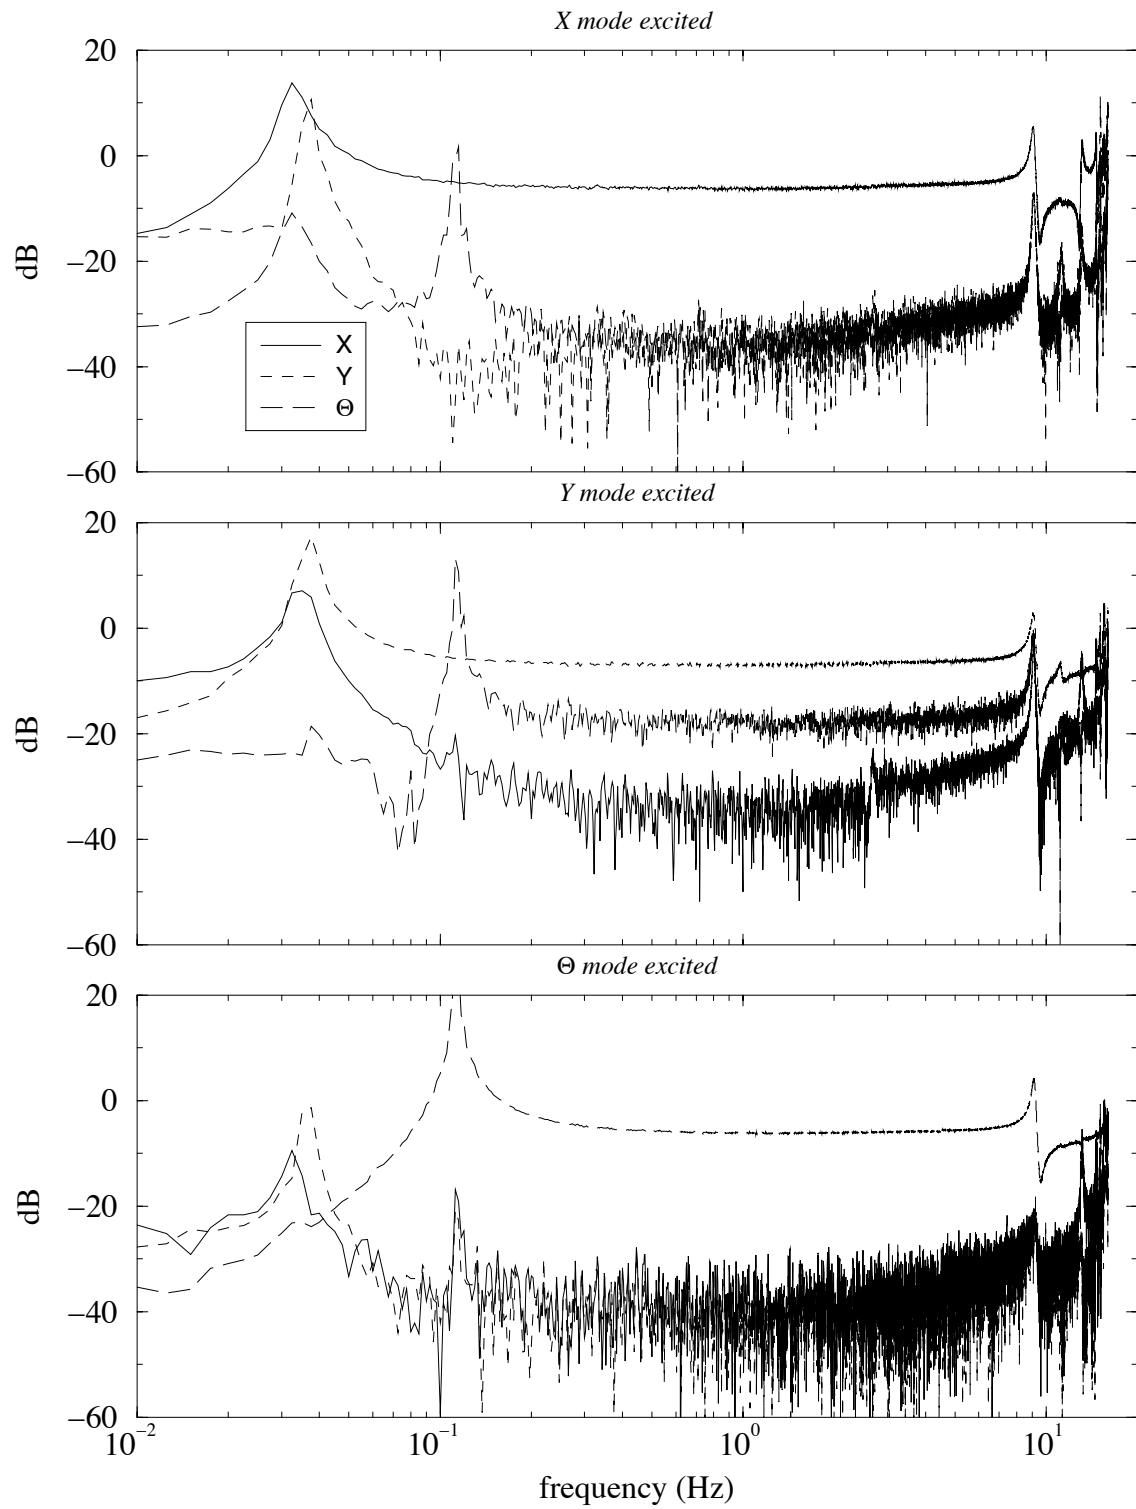 X mode excited
20
0
−20
−40
−60
dB
X
Y
Θ
Y mode excited
20
0
−20
−40
−60
dB
Θ mode excited
20
0
−20
−40
−60
dB
10⁻² 10⁻¹ 10⁰ 10¹
frequency (Hz)